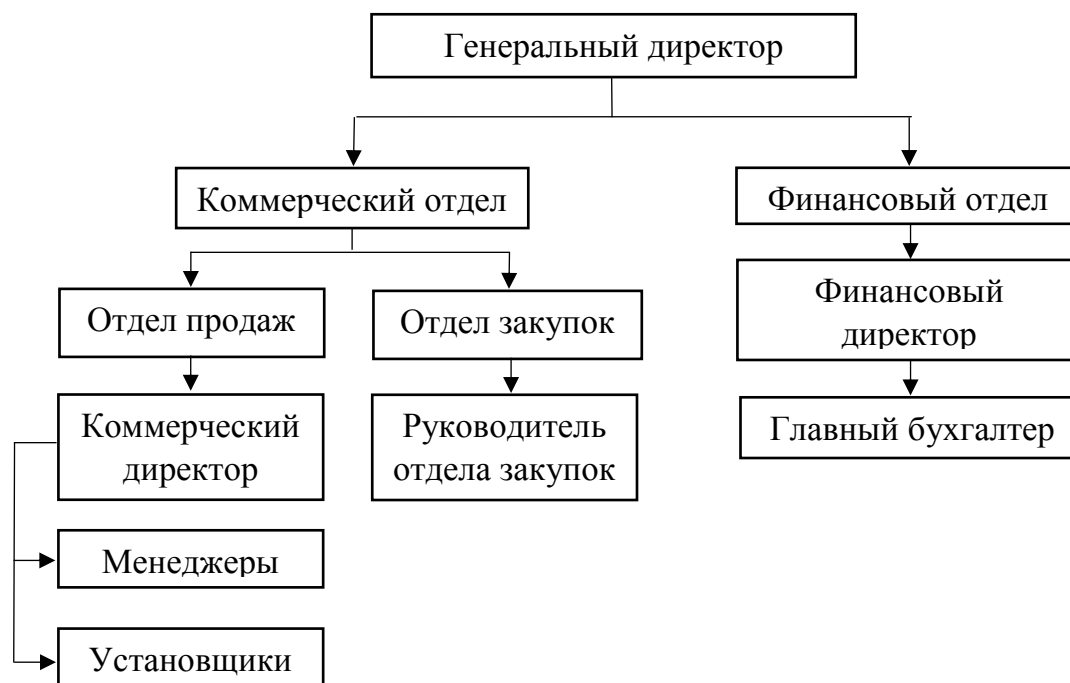 Генеральный директор
Коммерческий отдел
Финансовый отдел
Отдел продаж
Отдел закупок
Финансовый
директор
Коммерческий
директор
Руководитель
отдела закупок
Главный бухгалтер
Менеджеры
Установщики